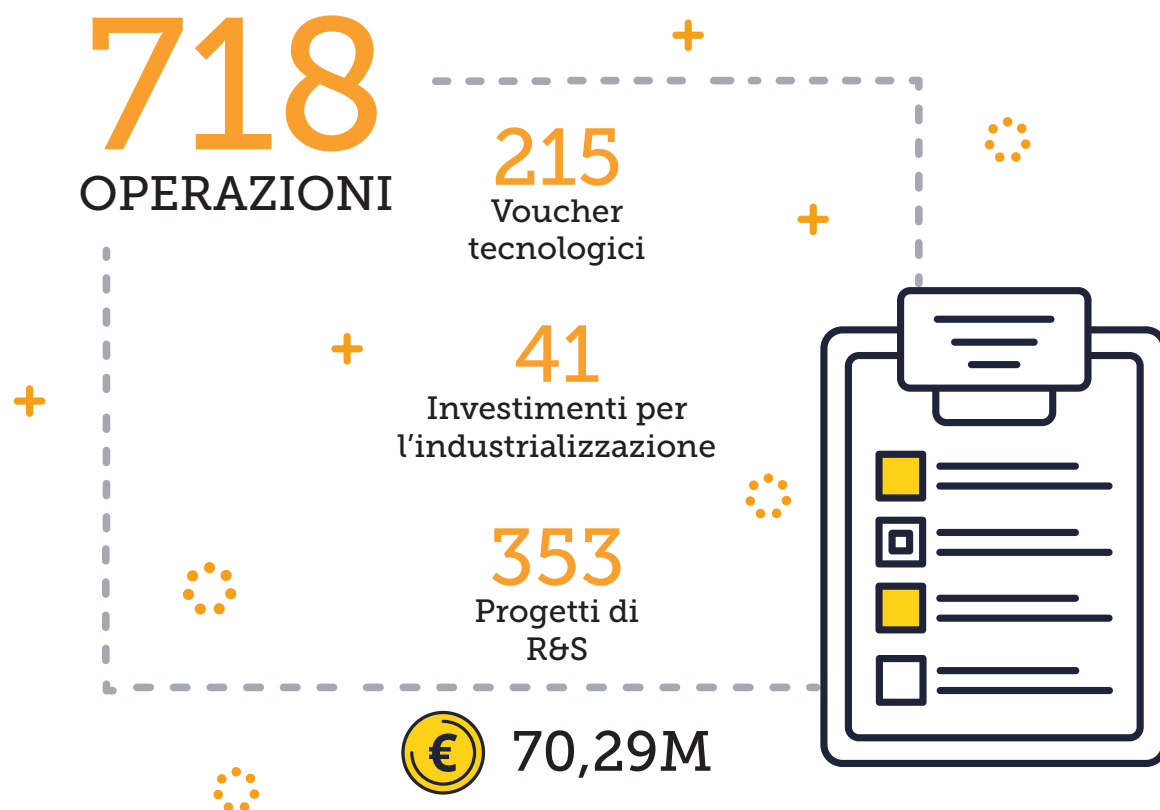 718
OPERAZIONI
215
Voucher
tecnologici
41
Investimenti per
l’industrializzazione
353
Progetti di
R&S
€ 70,29M